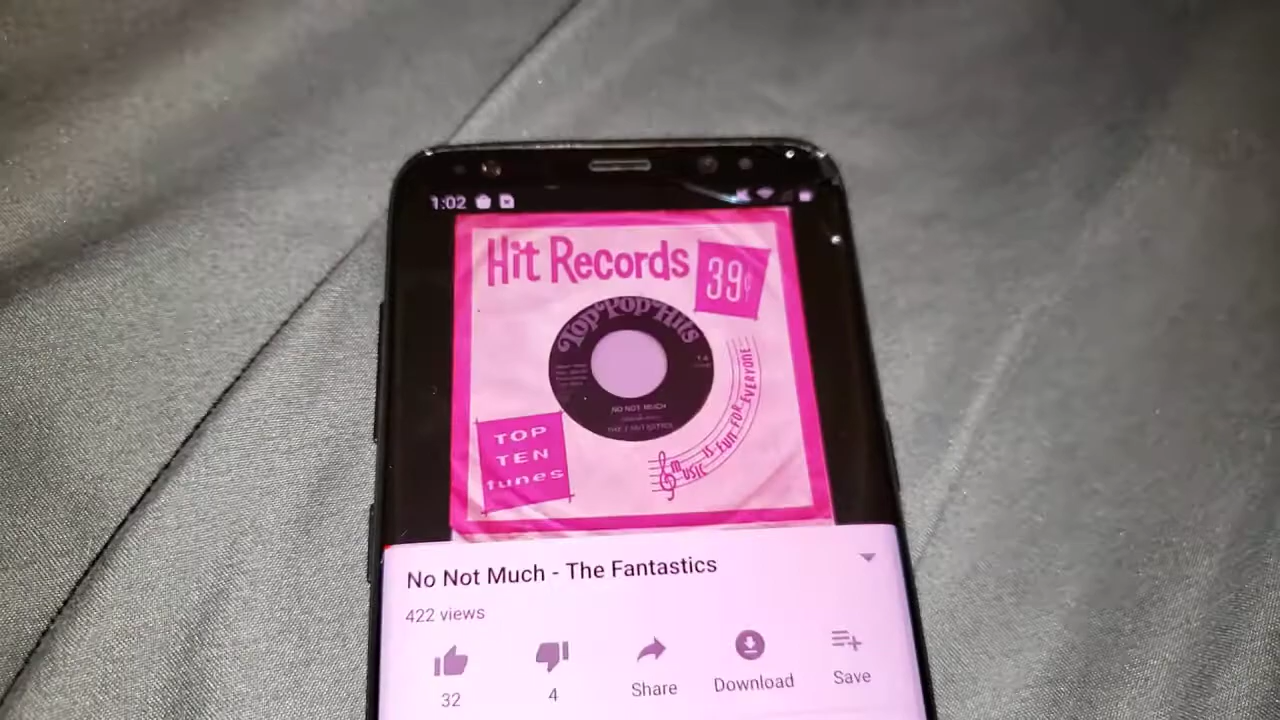 1:02
Hit Records
39¢
Top Pop Hits
NO NOT MUCH
TOP
TEN
tunes
MUSIC IS FUN FOR EVERYONE
No Not Much - The Fantastics
422 views
32
4
Share
Download
Save